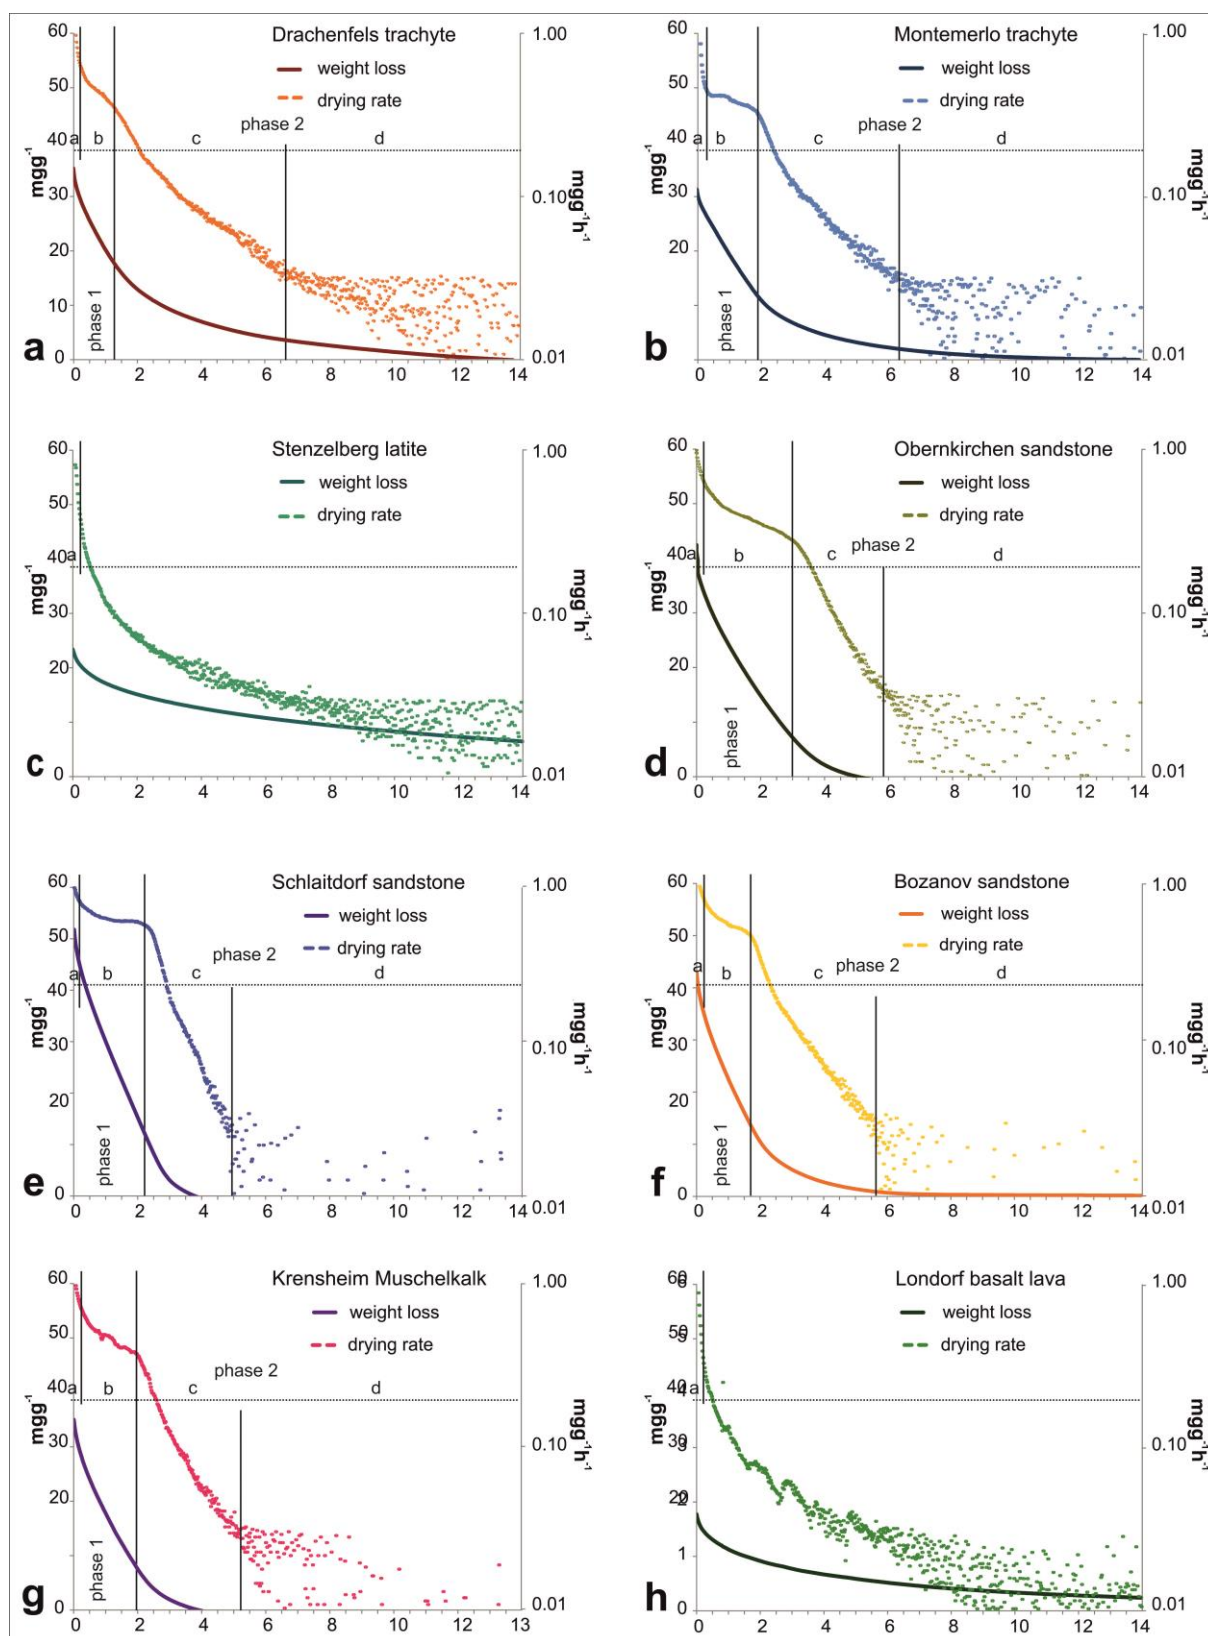 Drachenfels trachyte
weight loss
drying rate
phase 2
a b c d
60
50
40
30
20
10
0
mgg⁻¹
1.00
0.10
0.01
mgg⁻¹h⁻¹
phase 1
a
0 2 4 6 8 10 12 14
Montemerlo trachyte
weight loss
drying rate
phase 2
a b c d
60
50
40
30
20
mgg⁻¹
1.00
0.10
0.01
mgg⁻¹h⁻¹
phase 1
b
0 2 4 6 8 10 12 14
Stenzelberg latite
weight loss
drying rate
a
60
50
40
30
20
10
0
mgg⁻¹
1.00
0.10
0.01
mgg⁻¹h⁻¹
c
0 2 4 6 8 10 12 14
Obernkirchen sandstone
weight loss
drying rate
phase 2
a b c d
60
50
40
30
20
10
0
mgg⁻¹
1.00
0.10
0.01
mgg⁻¹h⁻¹
phase 1
d
0 2 4 6 8 10 12 14
Schlaitdorf sandstone
weight loss
drying rate
phase 2
a b c d
60
50
40
30
20
10
0
mgg⁻¹
1.00
0.10
0.01
mgg⁻¹h⁻¹
phase 1
e
0 2 4 6 8 10 12 14
Bozanov sandstone
weight loss
drying rate
phase 2
a b c d
60
50
40
30
20
10
0
mgg⁻¹
1.00
0.10
0.01
mgg⁻¹h⁻¹
phase 1
f
0 2 4 6 8 10 12 14
Krensheim Muschelkalk
weight loss
drying rate
phase 2
a b c d
60
50
40
30
20
10
0
mgg⁻¹
1.00
0.10
0.01
mgg⁻¹h⁻¹
phase 1
g
0 2 4 6 8 10 12 13
Londorf basalt lava
weight loss
drying rate
a
60
50
40
30
20
1
0
mgg⁻¹
1.00
0.10
0.01
mgg⁻¹h⁻¹
h
0 2 4 6 8 10 12 14